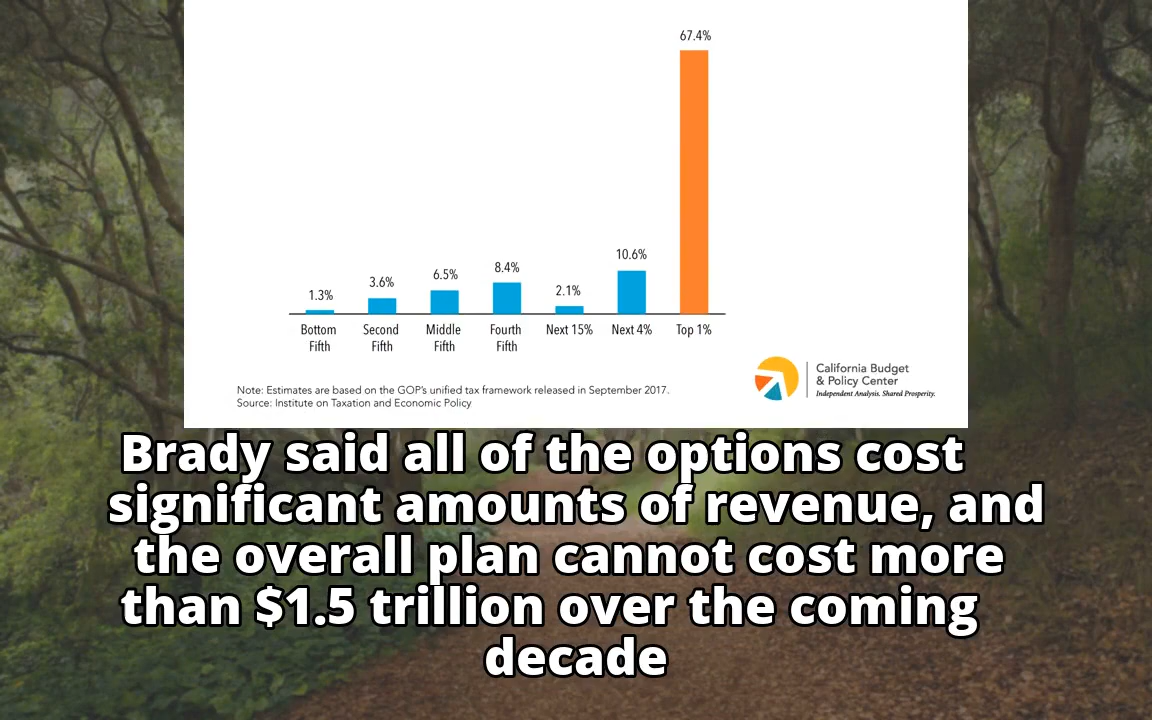 67.4%
10.6%
8.4%
6.5%
3.6%
2.1%
1.3%
Bottom Fifth
Second Fifth
Middle Fifth
Fourth Fifth
Next 15%
Next 4%
Top 1%
Note: Estimates are based on the GOP's unified tax framework released in September 2017.
Source: Institute on Taxation and Economic Policy
California Budget
& Policy Center
Independent Analysis. Shared Prosperity.
Brady said all of the options cost
significant amounts of revenue, and
the overall plan cannot cost more
than $1.5 trillion over the coming
decade